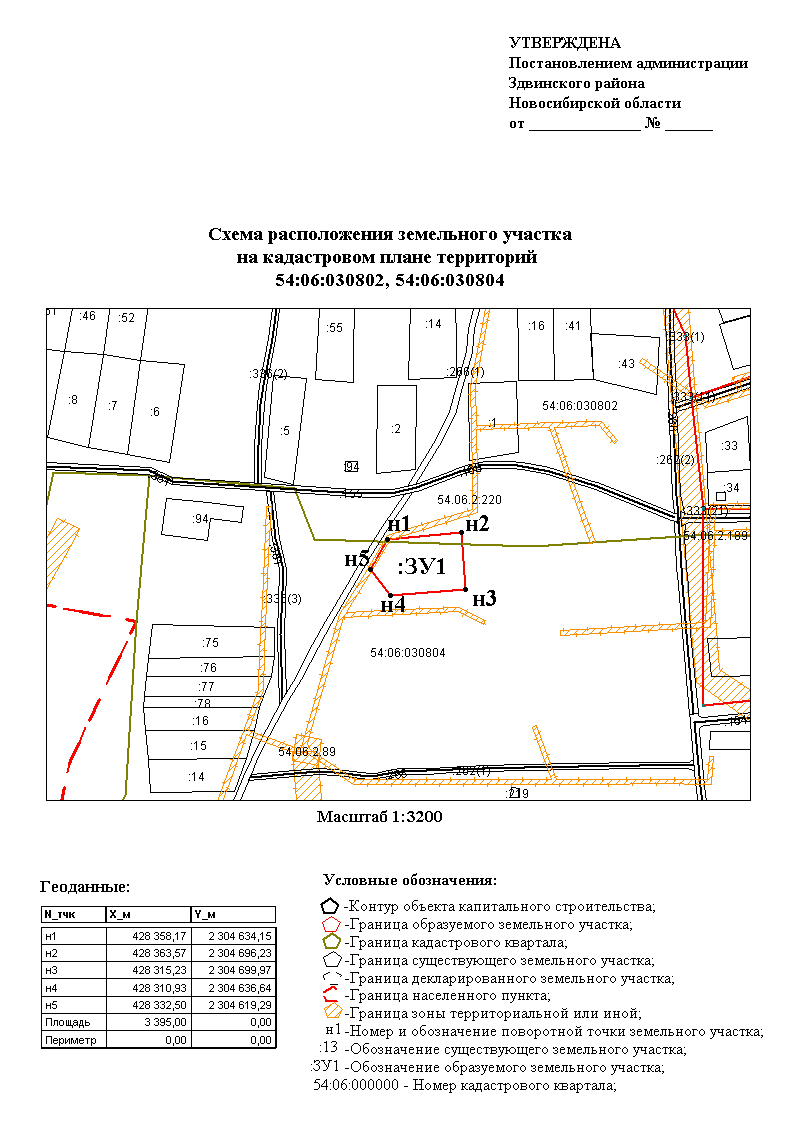 УТВЕРЖДЕНА
Постановлением администрации
Здвинского района
Новосибирской области
от ______________ № ______
Схема расположения земельного участка
на кадастровом плане территорий
54:06:030802, 54:06:030804
:46
:52
:55
:14
:16
:41
:43
:8
:7
:6
:5
:2
:1
:266(1)
54:06:030802
:33
:34
:262(2)
:94
:94
54.06.2.220
54.06.2.189
н1
н2
н5
:ЗУ1
н4
н3
:75
:76
:77
:78
:16
:15
:14
54:06:030804
54.06.2.89
:219
Масштаб 1:3200
Геоданные:
N_тчк X_м Y_м
н1 428 358,17 2 304 634,15
н2 428 363,57 2 304 696,23
н3 428 315,23 2 304 699,97
н4 428 310,93 2 304 636,64
н5 428 332,50 2 304 619,29
Площадь 3 395,00 0,00
Периметр 0,00 0,00
Условные обозначения:
-Контур объекта капитального строительства;
-Граница образуемого земельного участка;
-Граница кадастрового квартала;
-Граница существующего земельного участка;
-Граница декларированного земельного участка;
-Граница населенного пункта;
-Граница зоны территориальной или иной;
н1 -Номер и обозначение поворотной точки земельного участка;
:13 -Обозначение существующего земельного участка;
:ЗУ1 -Обозначение образуемого земельного участка;
54:06:000000 - Номер кадастрового квартала;